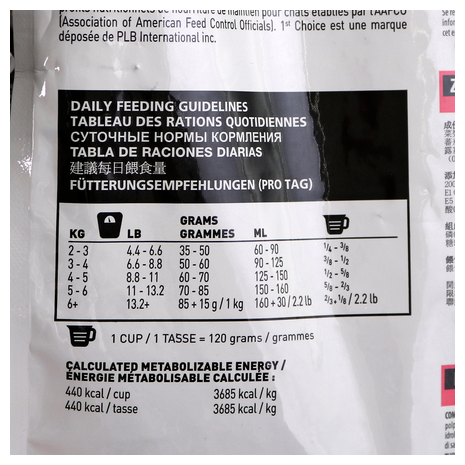 (Association of American Feed Control Officials). 1st Choice est une marque
déposée de PLB International inc.
DAILY FEEDING GUIDELINES
TABLEAU DES RATIONS QUOTIDIENNES
СУТОЧНЫЕ НОРМЫ КОРМЛЕНИЯ
TABLA DE RACIONES DIARIAS
建議每日餵食量
FÜTTERUNGSEMPFEHLUNGEN (PRO TAG)
GRAMS
KG LB GRAMMES ML
2 - 3 4.4 - 6.6 35 - 50 60 - 90 1/4 - 3/8
3 - 4 6.6 - 8.8 50 - 60 90 - 125 3/8 - 1/2
4 - 5 8.8 - 11 60 - 70 125 - 150 1/2 - 5/8
5 - 6 11 - 13.2 70 - 85 150 - 160 5/8 - 2/3
6+ 13.2+ 85 + 15 g / 1 kg 160 + 30 / 2.2 lb 2/3 + 1/8 / 2.2 lb
1 CUP / 1 TASSE = 120 grams / grammes
CALCULATED METABOLIZABLE ENERGY /
ÉNERGIE MÉTABOLISABLE CALCULÉE :
440 kcal / cup 3685 kcal / kg
440 kcal / tasse 3685 kcal / kg